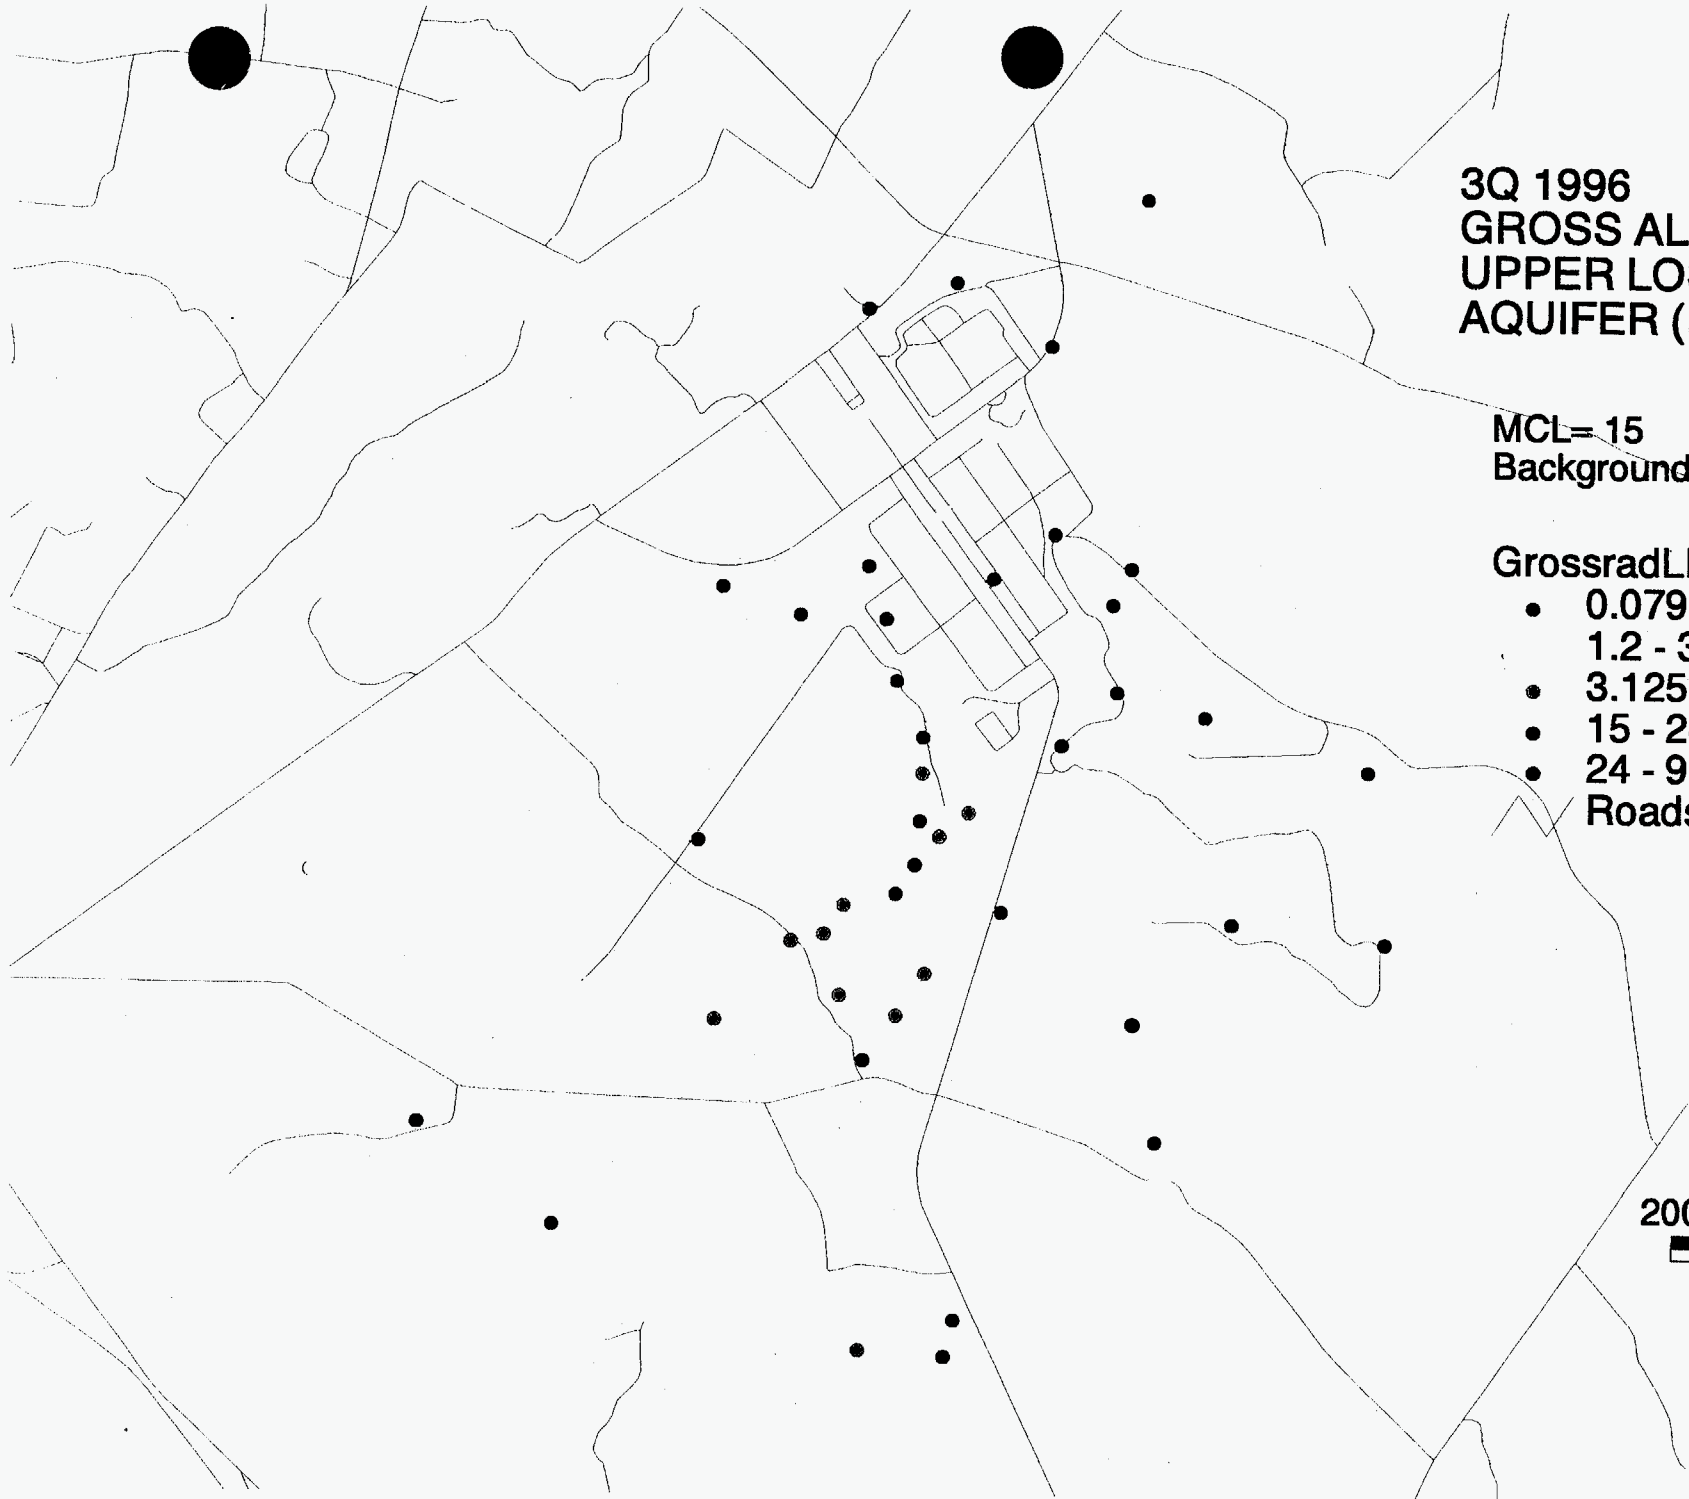 3Q 1996
GROSS AL
UPPER LO
AQUIFER (
MCL= 15
Background
GrossradL
0.079
1.2 - 3
3.125
15 - 2
24 - 9
Roads
200